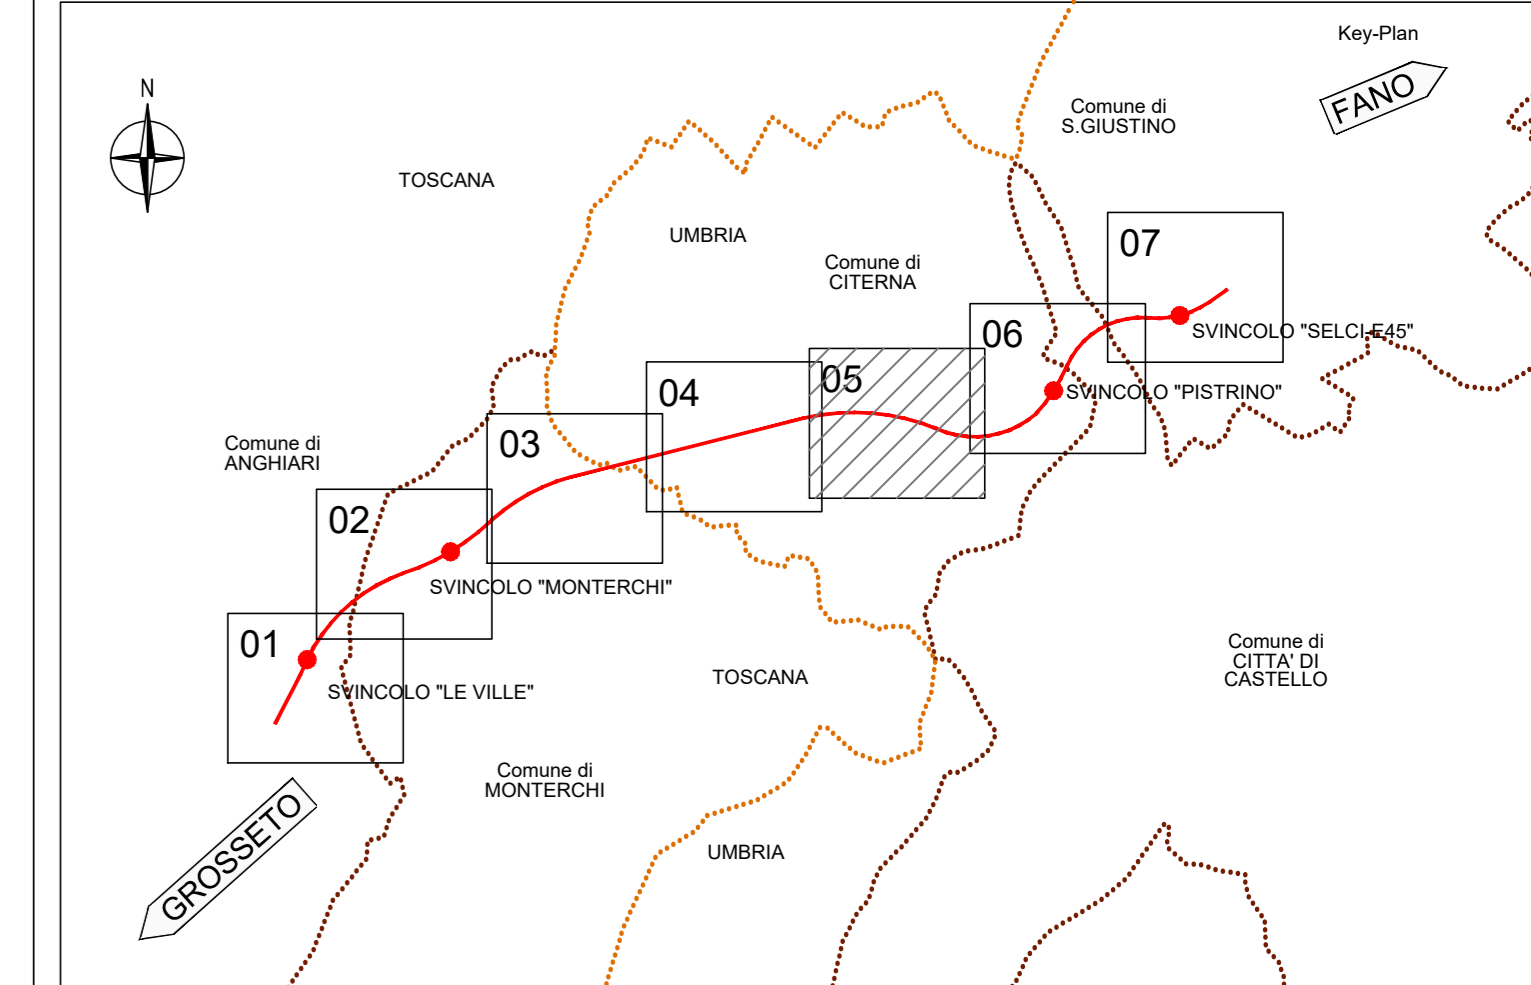 Key-Plan
N
FANO
Comune di
S.GIUSTINO
TOSCANA
UMBRIA
07
Comune di
CITERNA
06
SVINCOLO "SELCI-E45"
04
05
SVINCOLO "PISTRINO"
03
Comune di
ANGHIARI
02
SVINCOLO "MONTERCHI"
01
Comune di
CITTA' DI
CASTELLO
TOSCANA
SVINCOLO "LE VILLE"
Comune di
MONTERCHI
GROSSETO
UMBRIA